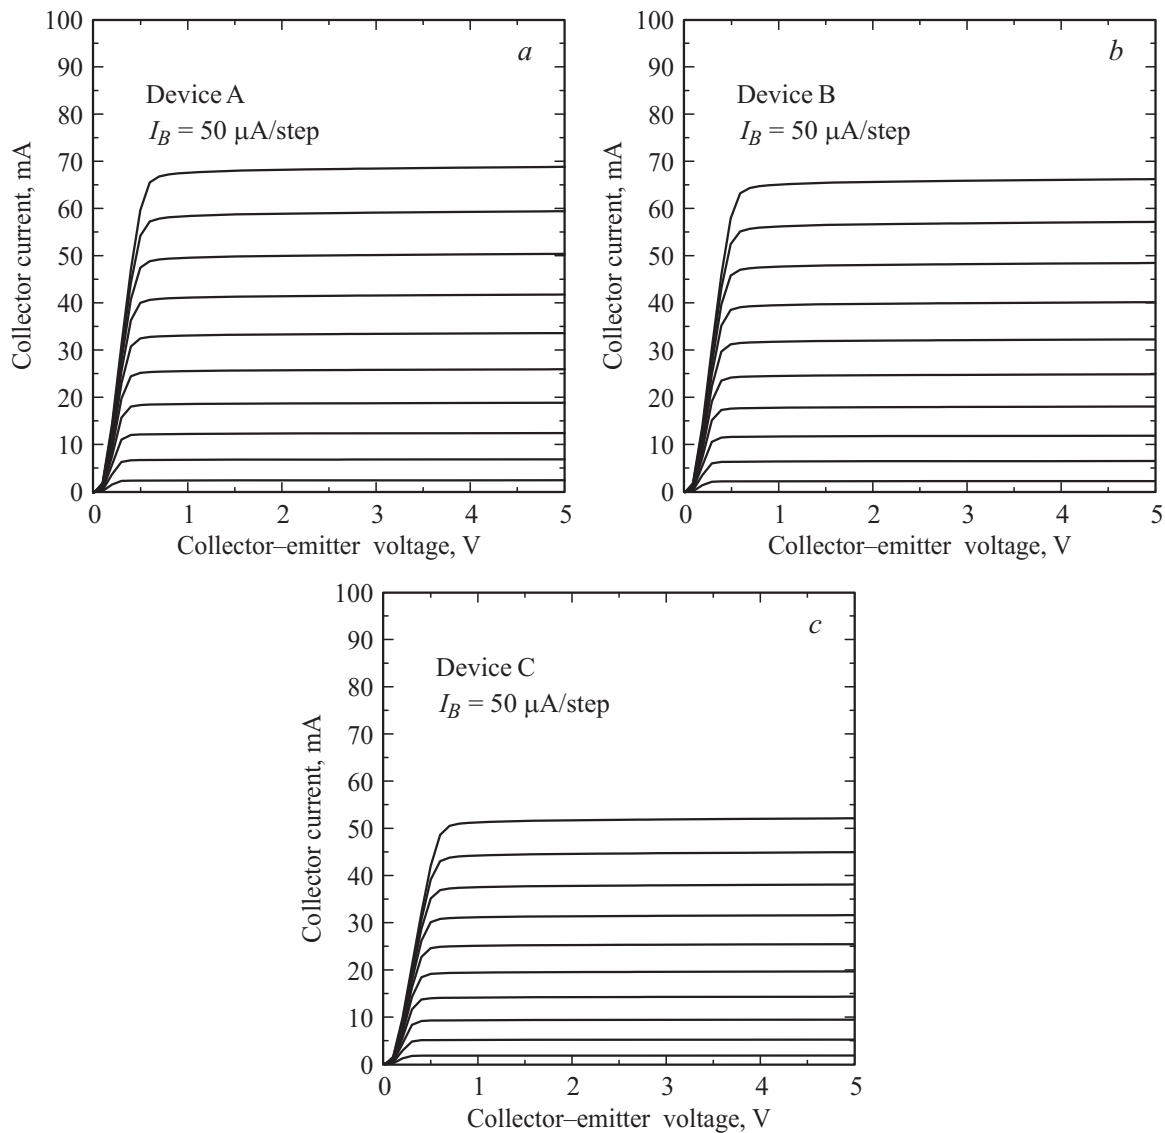 100
90
80
70
60
50
40
30
20
10
0
Collector current, mA
a
Device A
I_B = 50 μA/step
0 1 2 3 4 5
Collector–emitter voltage, V
100
90
80
70
60
50
40
30
20
10
0
Collector current, mA
b
Device B
I_B = 50 μA/step
0 1 2 3 4 5
Collector–emitter voltage, V
100
90
80
70
60
50
40
30
20
10
0
Collector current, mA
c
Device C
I_B = 50 μA/step
0 1 2 3 4 5
Collector–emitter voltage, V